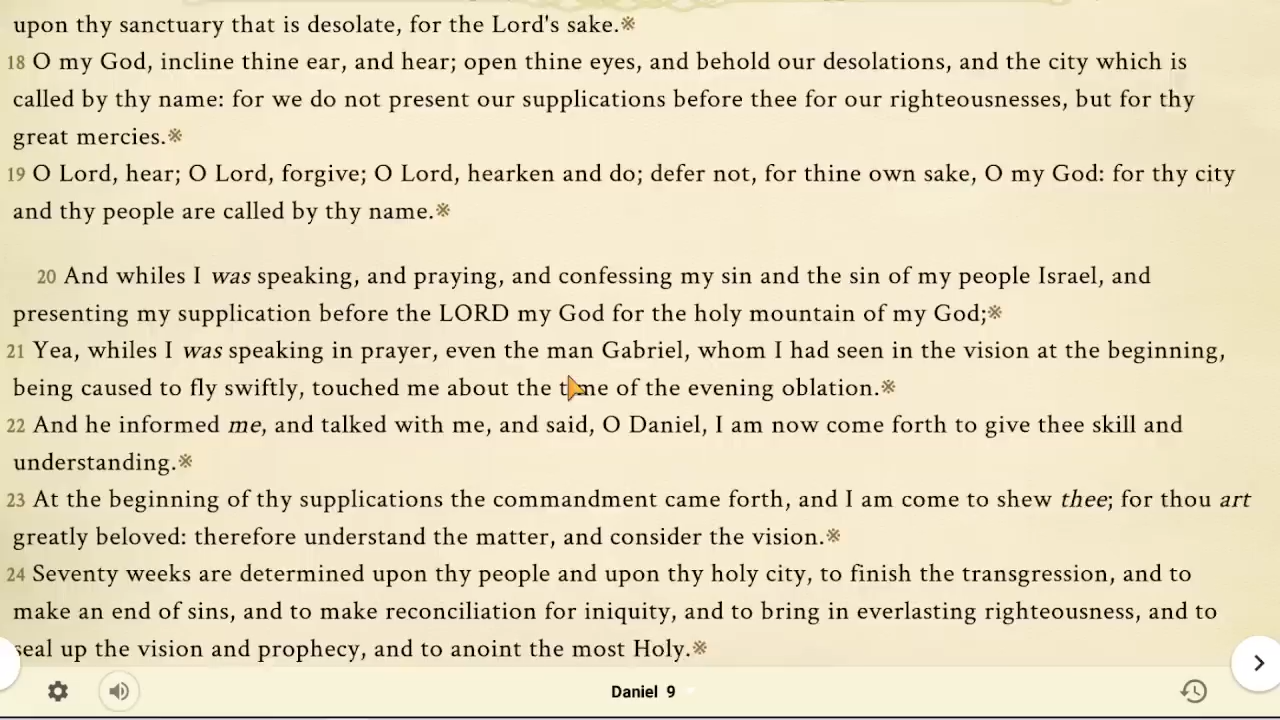 upon thy sanctuary that is desolate, for the Lord's sake.※
18 O my God, incline thine ear, and hear; open thine eyes, and behold our desolations, and the city which is
called by thy name: for we do not present our supplications before thee for our righteousnesses, but for thy
great mercies.※
19 O Lord, hear; O Lord, forgive; O Lord, hearken and do; defer not, for thine own sake, O my God: for thy city
and thy people are called by thy name.※
20 And whiles I was speaking, and praying, and confessing my sin and the sin of my people Israel, and
presenting my supplication before the LORD my God for the holy mountain of my God;※
21 Yea, whiles I was speaking in prayer, even the man Gabriel, whom I had seen in the vision at the beginning,
being caused to fly swiftly, touched me about the time of the evening oblation.※
22 And he informed me, and talked with me, and said, O Daniel, I am now come forth to give thee skill and
understanding.※
23 At the beginning of thy supplications the commandment came forth, and I am come to shew thee; for thou art
greatly beloved: therefore understand the matter, and consider the vision.※
24 Seventy weeks are determined upon thy people and upon thy holy city, to finish the transgression, and to
make an end of sins, and to make reconciliation for iniquity, and to bring in everlasting righteousness, and to
seal up the vision and prophecy, and to anoint the most Holy.※
Daniel 9